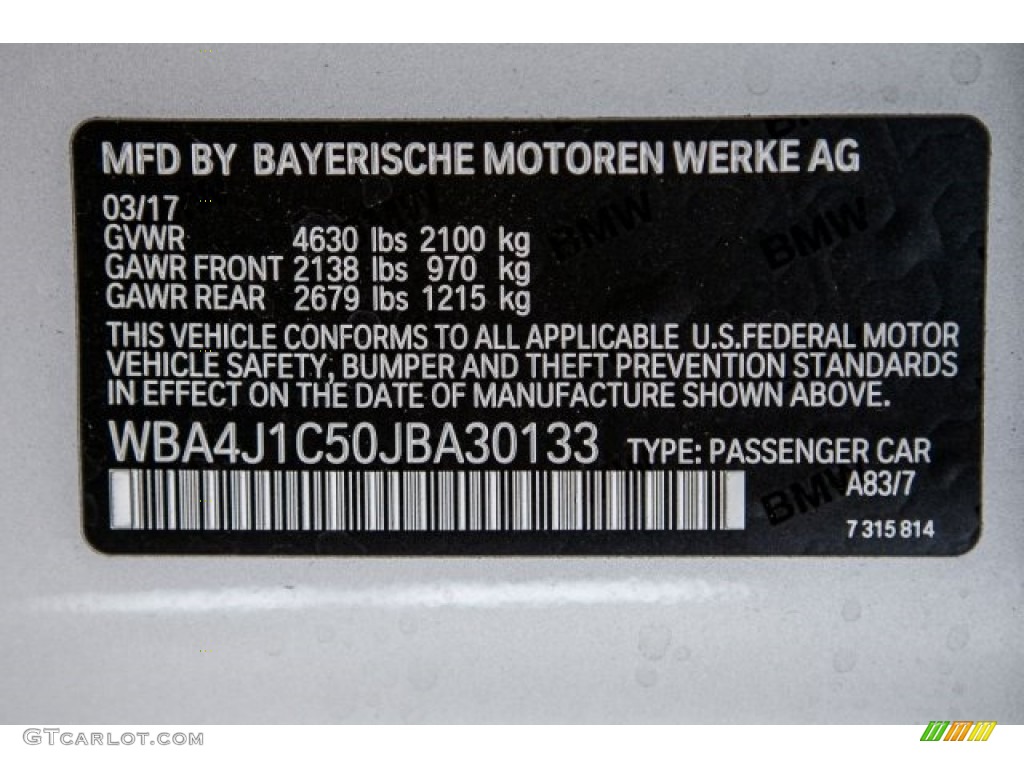 MFD BY BAYERISCHE MOTOREN WERKE AG
03/17
GVWR 4630 lbs 2100 kg
GAWR FRONT 2138 lbs 970 kg
GAWR REAR 2679 lbs 1215 kg
THIS VEHICLE CONFORMS TO ALL APPLICABLE U.S.FEDERAL MOTOR
VEHICLE SAFETY, BUMPER AND THEFT PREVENTION STANDARDS
IN EFFECT ON THE DATE OF MANUFACTURE SHOWN ABOVE.
WBA4J1C50JBA30133 TYPE: PASSENGER CAR
A83/7
7 315 814
BMW
BMW
BMW
BMW
GTCARLOT.COM